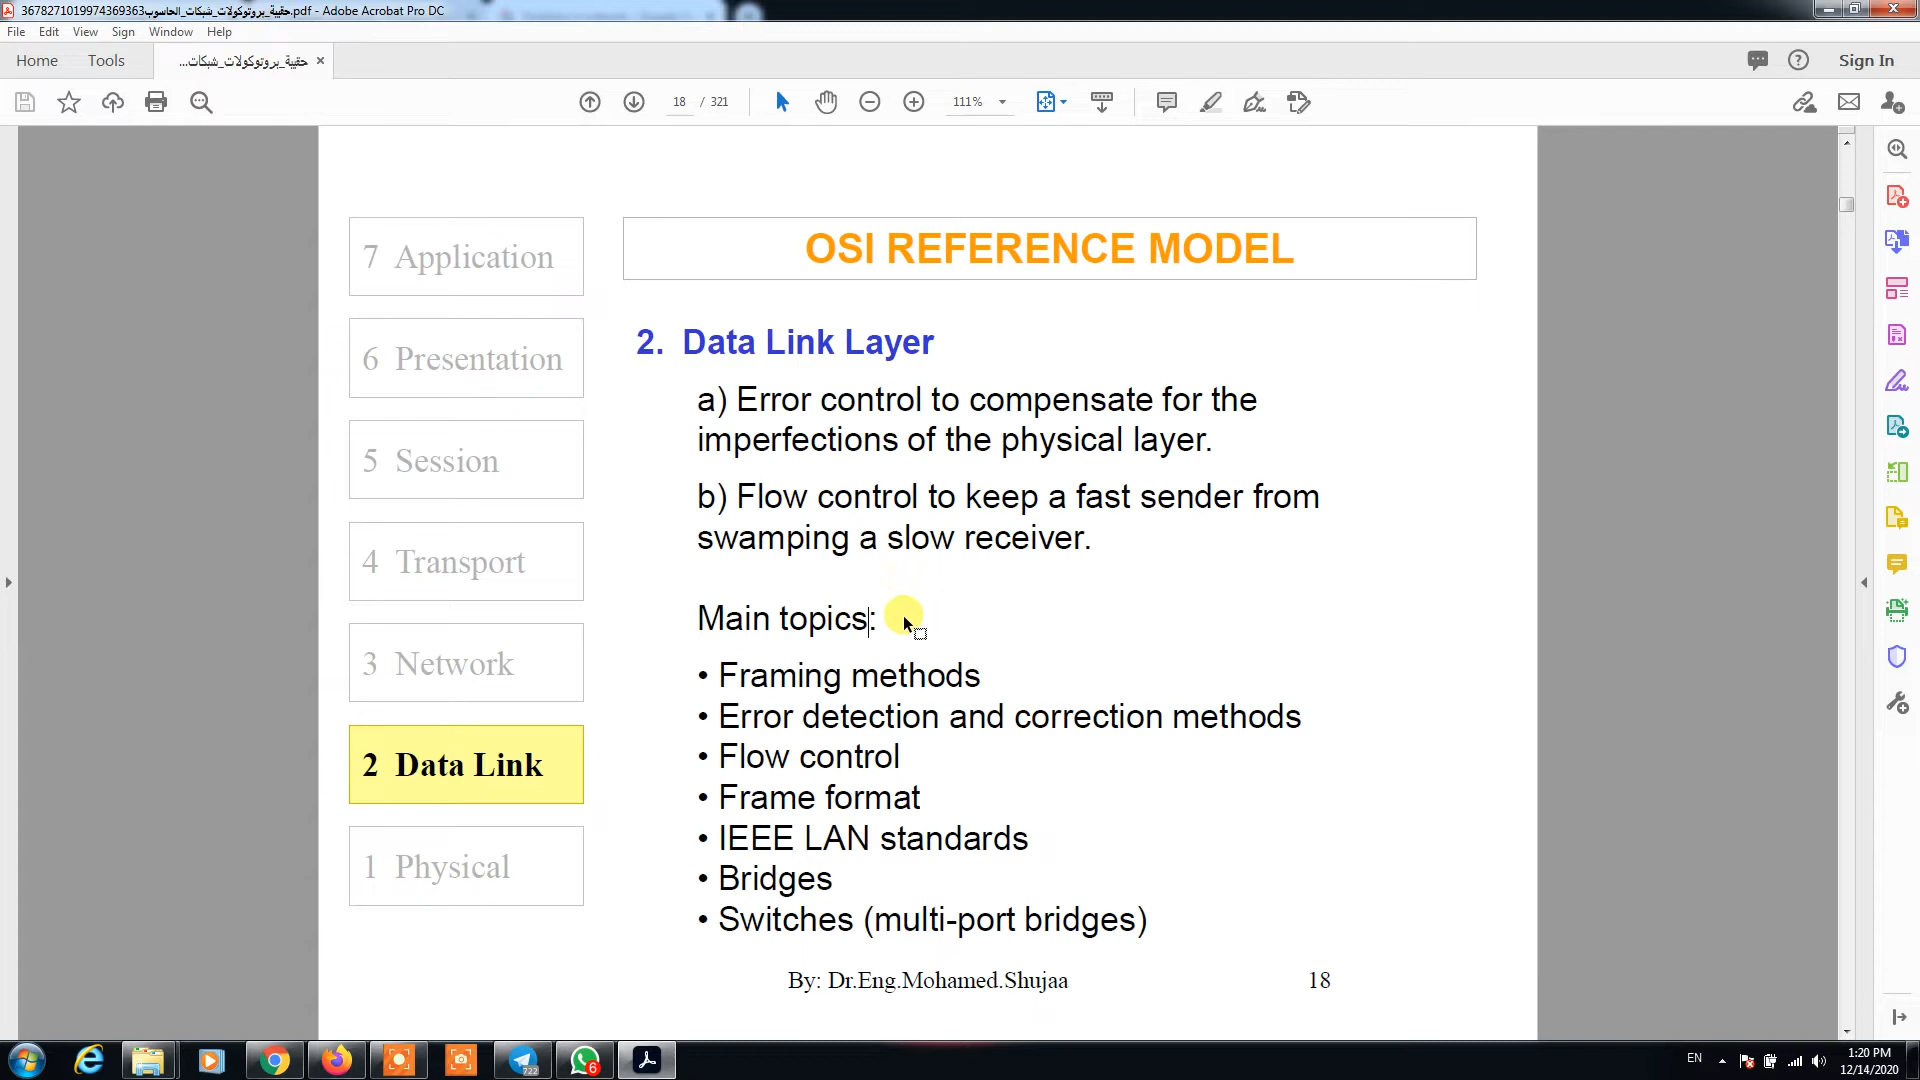 حقيبة_بروتوكولات_شبكات_الحاسوب3678271019974369363.pdf - Adobe Acrobat Pro DC
File Edit View Sign Window Help
Home Tools حقيبة_بروتوكولات_شبكات... × Sign In
18 / 321 111%
7 Application
6 Presentation
5 Session
4 Transport
3 Network
2 Data Link
1 Physical
OSI REFERENCE MODEL
2. Data Link Layer
a) Error control to compensate for the
imperfections of the physical layer.
b) Flow control to keep a fast sender from
swamping a slow receiver.
Main topics:
• Framing methods
• Error detection and correction methods
• Flow control
• Frame format
• IEEE LAN standards
• Bridges
• Switches (multi-port bridges)
By: Dr.Eng.Mohamed.Shujaa 18
722
6
EN
1:20 PM
12/14/2020